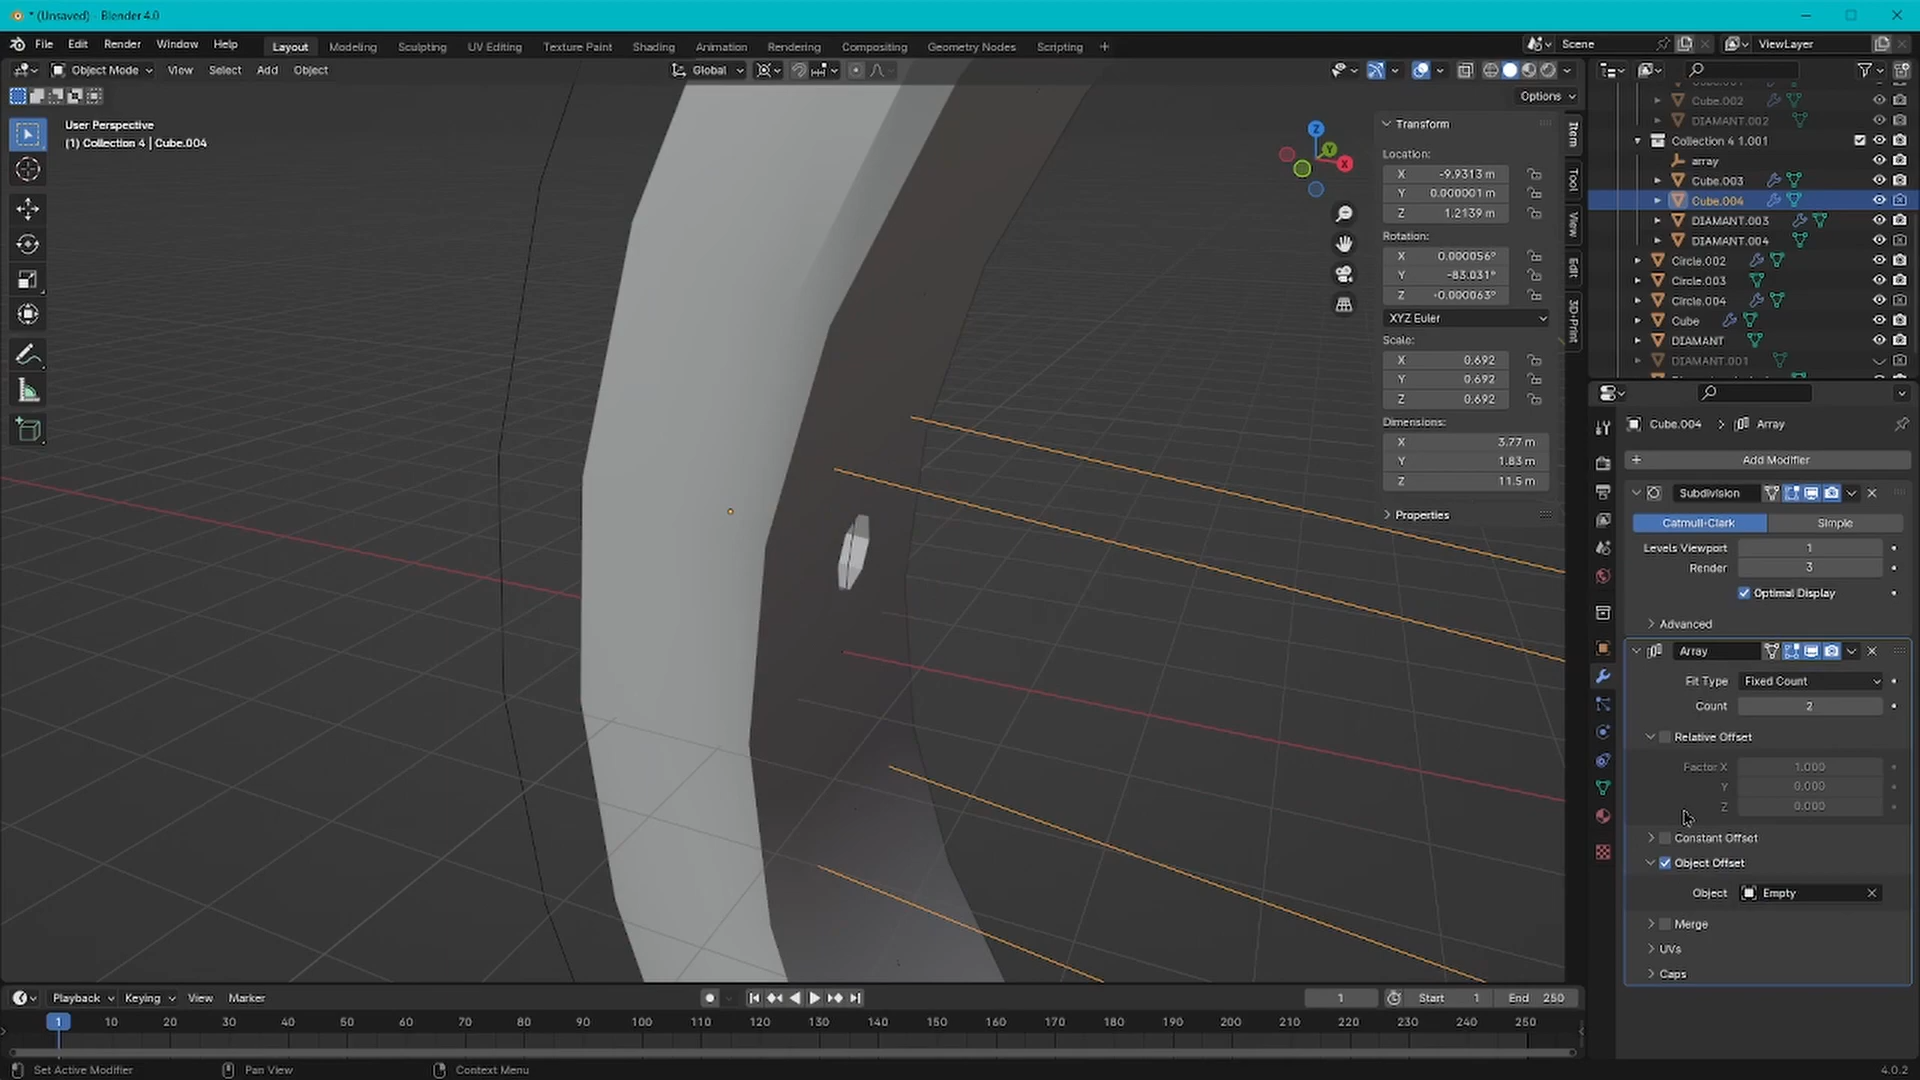 * (Unsaved) - Blender 4.0
File Edit Render Window Help
Layout Modeling Sculpting UV Editing Texture Paint Shading Animation Rendering Compositing Geometry Nodes Scripting +
Scene
ViewLayer
Object Mode View Select Add Object
Global
Options
User Perspective
(1) Collection 4 | Cube.004
Z
Y
X
Transform
Location:
X -9.9313 m
Y 0.000001 m
Z 1.2139 m
Rotation:
X 0.000056°
Y -83.031°
Z -0.000063°
XYZ Euler
Scale:
X 0.692
Y 0.692
Z 0.692
Dimensions:
X 3.77 m
Y 1.83 m
Z 11.5 m
Properties
Item
Tool
View
Edit
3D-Print
Cube.002
DIAMANT.002
Collection 4 1.001
array
Cube.003
Cube.004
DIAMANT.003
DIAMANT.004
Circle.002
Circle.003
Circle.004
Cube
DIAMANT
DIAMANT.001
Cube.004 > Array
Add Modifier
Subdivision
Catmull-Clark Simple
Levels Viewport 1
Render 3
Optimal Display
Advanced
Array
Fit Type Fixed Count
Count 2
Relative Offset
Factor X 1.000
Y 0.000
Z 0.000
Constant Offset
Object Offset
Object Empty
Merge
UVs
Caps
Playback Keying View Marker
1 Start 1 End 250
1 10 20 30 40 50 60 70 80 90 100 110 120 130 140 150 160 170 180 190 200 210 220 230 240 250
Set Active Modifier Pan View Context Menu
4.0.2